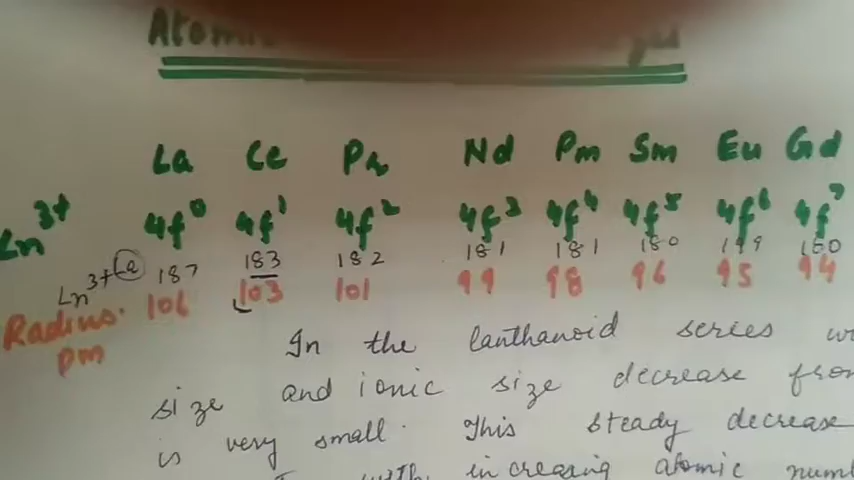 La Ce Pr Nd Pm Sm Eu Gd
Ln³⁺ 4f⁰ 4f¹ 4f² 4f³ 4f⁴ 4f⁵ 4f⁶ 4f⁷
Ln³⁺ La 187 183 182 181 181 180 199 180
Radius. 106 103 101 99 98 96 95 94
pm
In the lanthanoid series
size and ionic size decrease from
is very small. This steady decrease
with increasing atomic